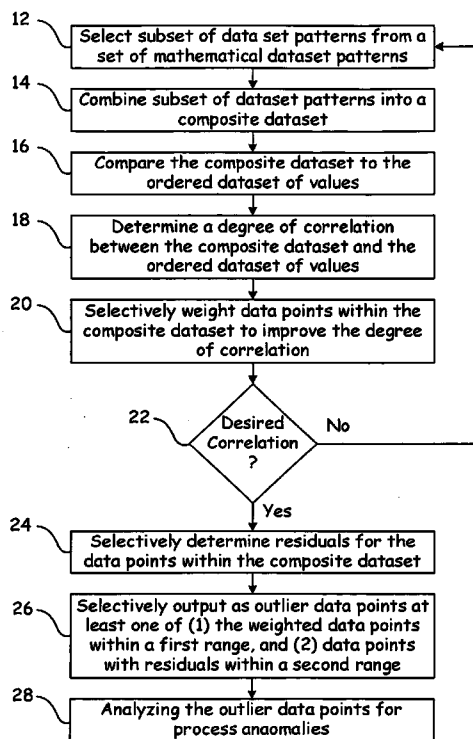 12
Select subset of data set patterns from a
set of mathematical dataset patterns
14
Combine subset of dataset patterns into a
composite dataset
16
Compare the composite dataset to the
ordered dataset of values
18
Determine a degree of correlation
between the composite dataset and the
ordered dataset of values
20
Selectively weight data points within the
composite dataset to improve the degree
of correlation
22
Desired
Correlation
?
No
Yes
24
Selectively determine residuals for the
data points within the composite dataset
26
Selectively output as outlier data points at
least one of (1) the weighted data points
within a first range, and (2) data points
with residuals within a second range
28
Analyzing the outlier data points for
process anaomalies